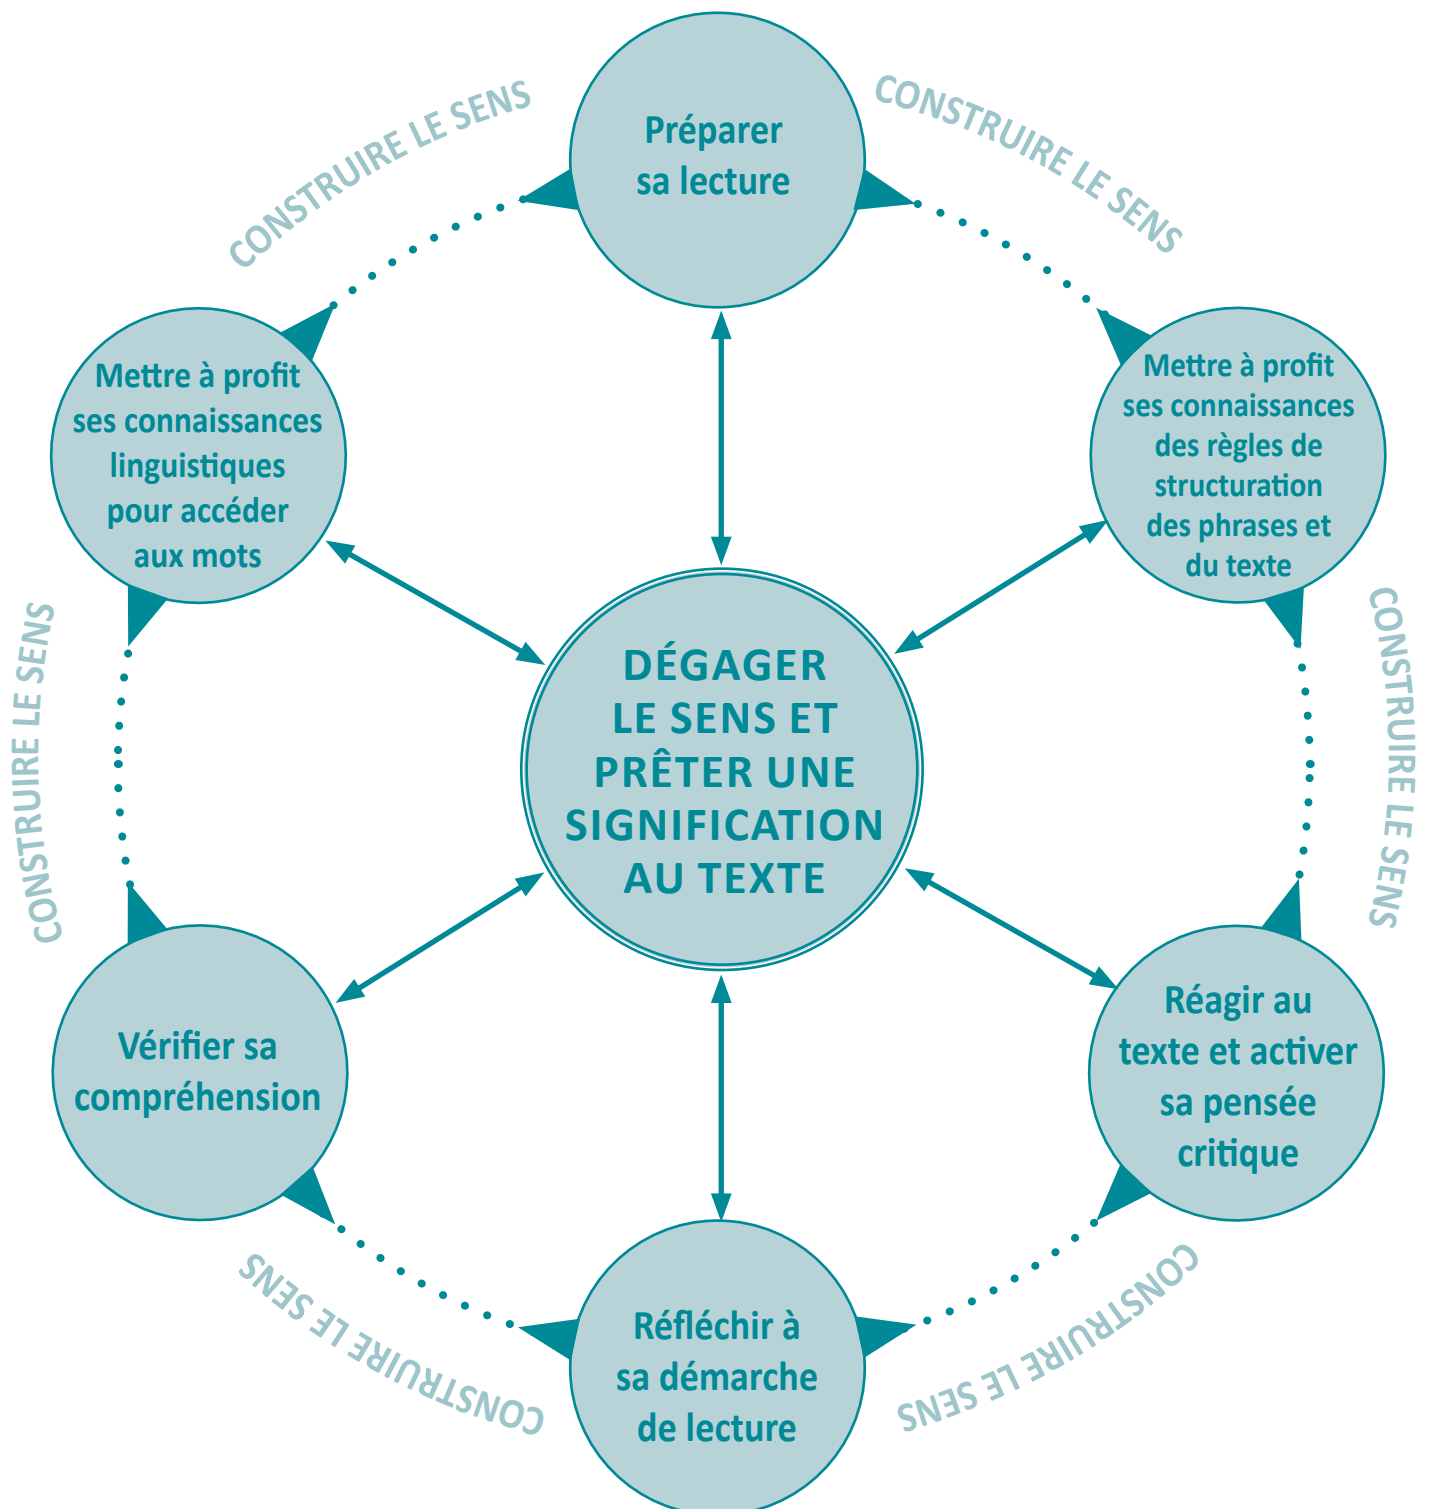 CONSTRUIRE LE SENS
CONSTRUIRE LE SENS
Préparer
sa lecture
Mettre à profit
ses connaissances
linguistiques
pour accéder
aux mots
Mettre à profit
ses connaissances
des règles de
structuration
des phrases et
du texte
CONSTRUIRE LE SENS
CONSTRUIRE LE SENS
DÉGAGER
LE SENS ET
PRÊTER UNE
SIGNIFICATION
AU TEXTE
Vérifier sa
compréhension
Réagir au
texte et activer
sa pensée
critique
CONSTRUIRE LE SENS
CONSTRUIRE LE SENS
Réfléchir à
sa démarche
de lecture